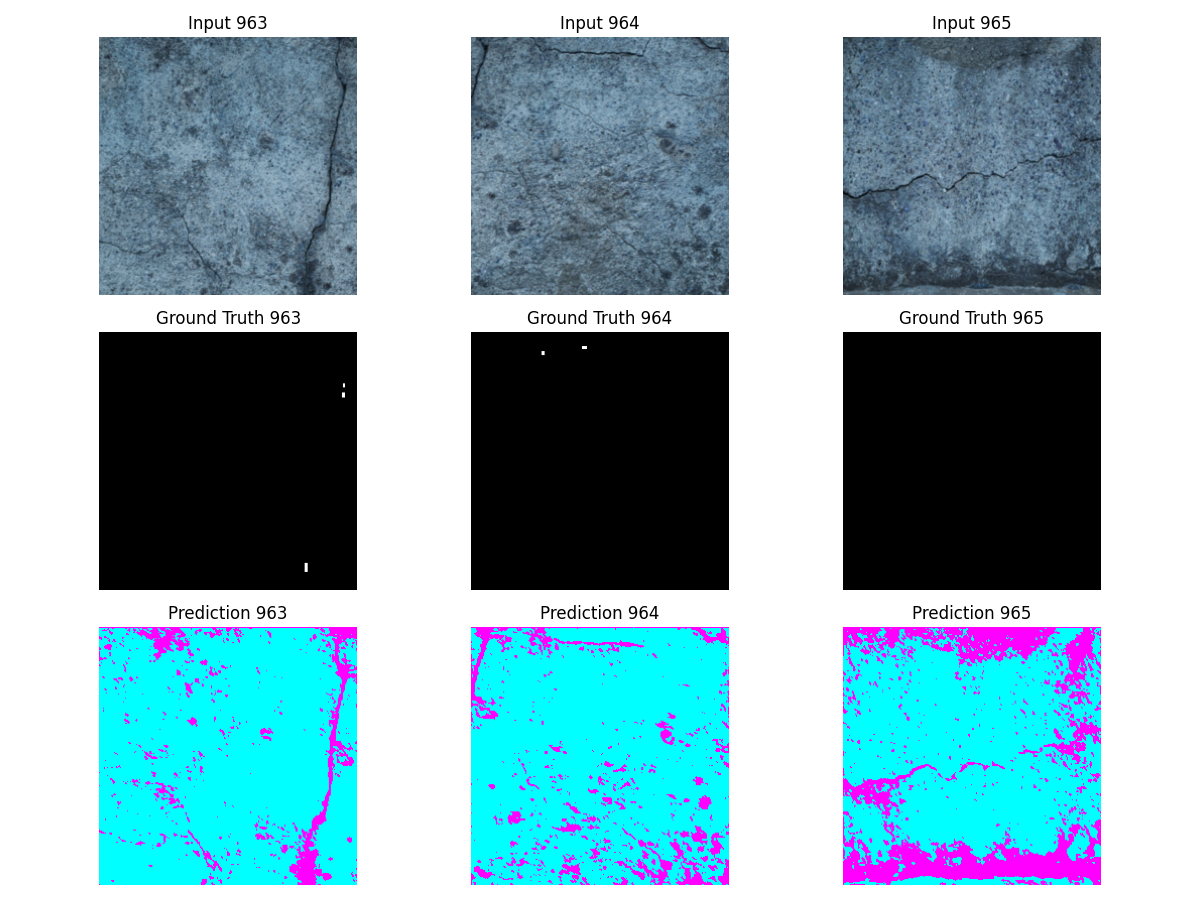 Input 963
Input 964
Input 965
Ground Truth 963
Ground Truth 964
Ground Truth 965
Prediction 963
Prediction 964
Prediction 965